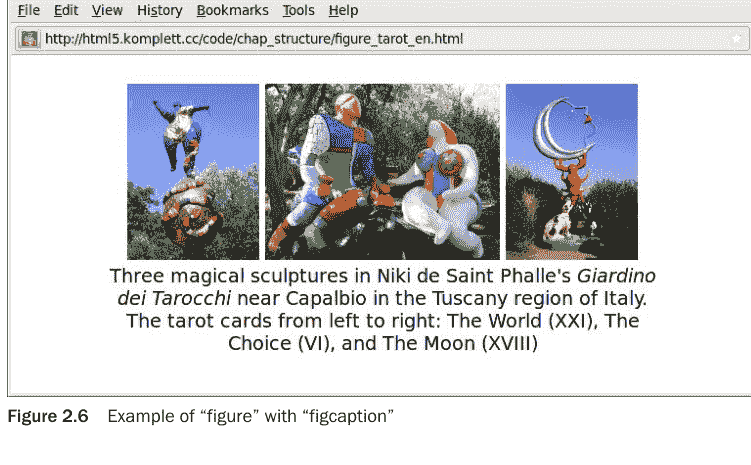 File Edit View History Bookmarks Tools Help
http://html5.komplett.cc/code/chap_structure/figure_tarot_en.html
Three magical sculptures in Niki de Saint Phalle's Giardino
dei Tarocchi near Capalbio in the Tuscany region of Italy.
The tarot cards from left to right: The World (XXI), The
Choice (VI), and The Moon (XVIII)
Figure 2.6 Example of “figure” with “figcaption”